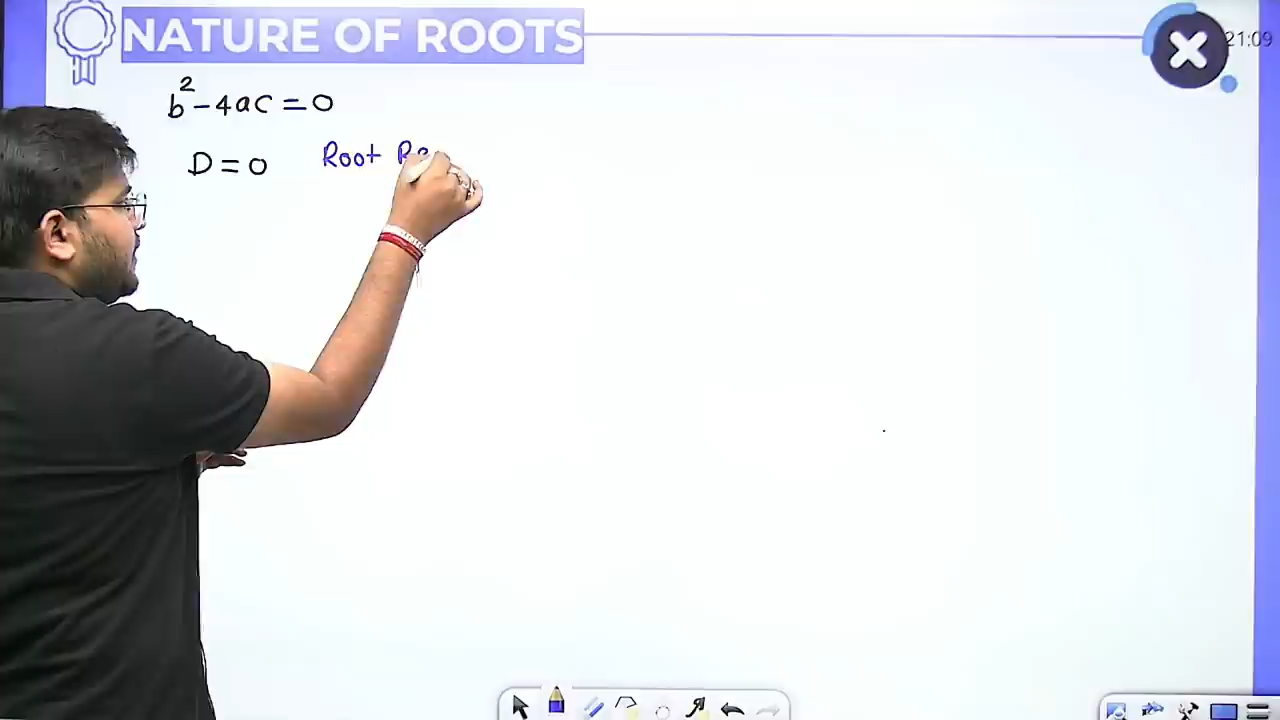 NATURE OF ROOTS
21:09
b² - 4ac = 0
D = 0 Root